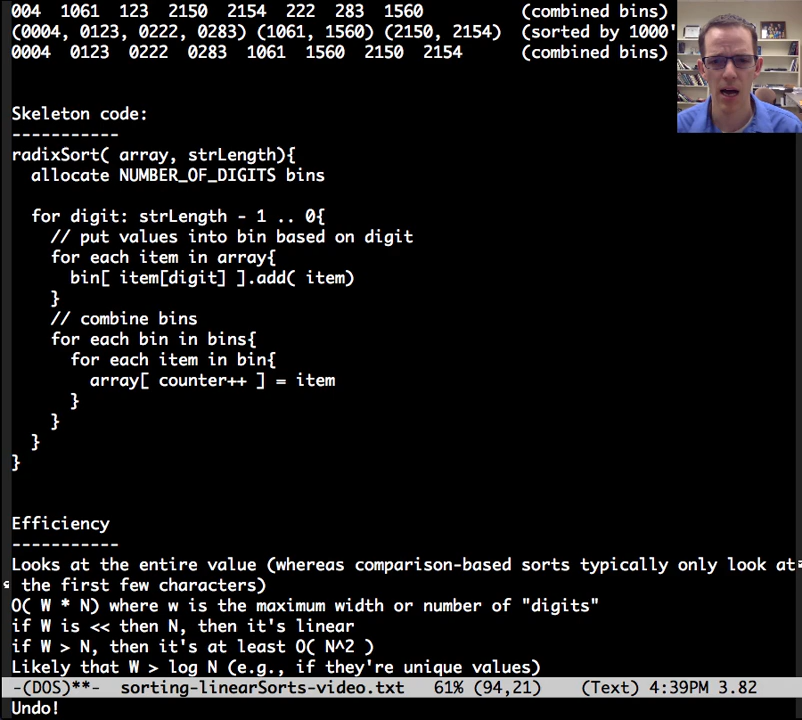 004 1061 123 2150 2154 222 283 1560 (combined bins)
(0004, 0123, 0222, 0283) (1061, 1560) (2150, 2154) (sorted by 1000'
0004 0123 0222 0283 1061 1560 2150 2154 (combined bins)
Skeleton code:
-----------
radixSort( array, strLength){
allocate NUMBER_OF_DIGITS bins
for digit: strLength - 1 .. 0{
// put values into bin based on digit
for each item in array{
bin[ item[digit] ].add( item)
}
// combine bins
for each bin in bins{
for each item in bin{
array[ counter++ ] = item
}
}
}
}
Efficiency
-----------
Looks at the entire value (whereas comparison-based sorts typically only look at
the first few characters)
O( W * N) where w is the maximum width or number of "digits"
if W is << then N, then it's linear
if W > N, then it's at least O( N^2 )
Likely that W > log N (e.g., if they're unique values)
-(DOS)**- sorting-linearSorts-video.txt 61% (94,21) (Text) 4:39PM 3.82
Undo!